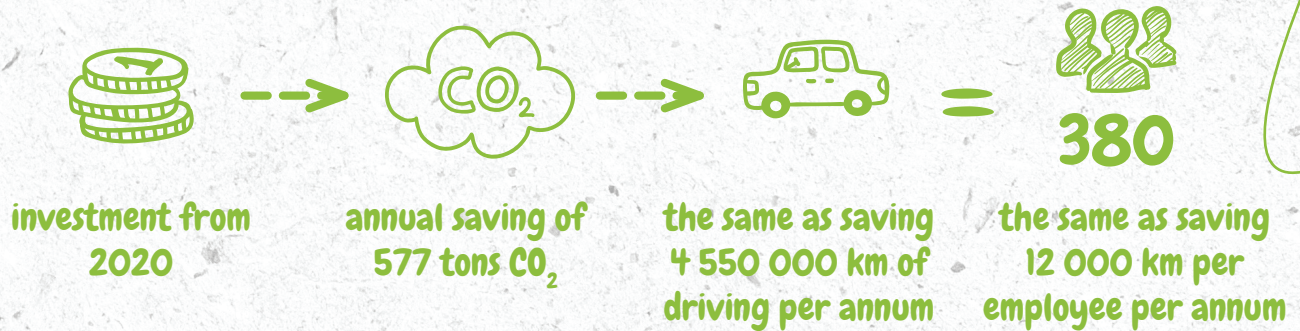 CO2
380
investment from
2020
annual saving of
577 tons CO2
the same as saving
4 550 000 km of
driving per annum
the same as saving
12 000 km per
employee per annum